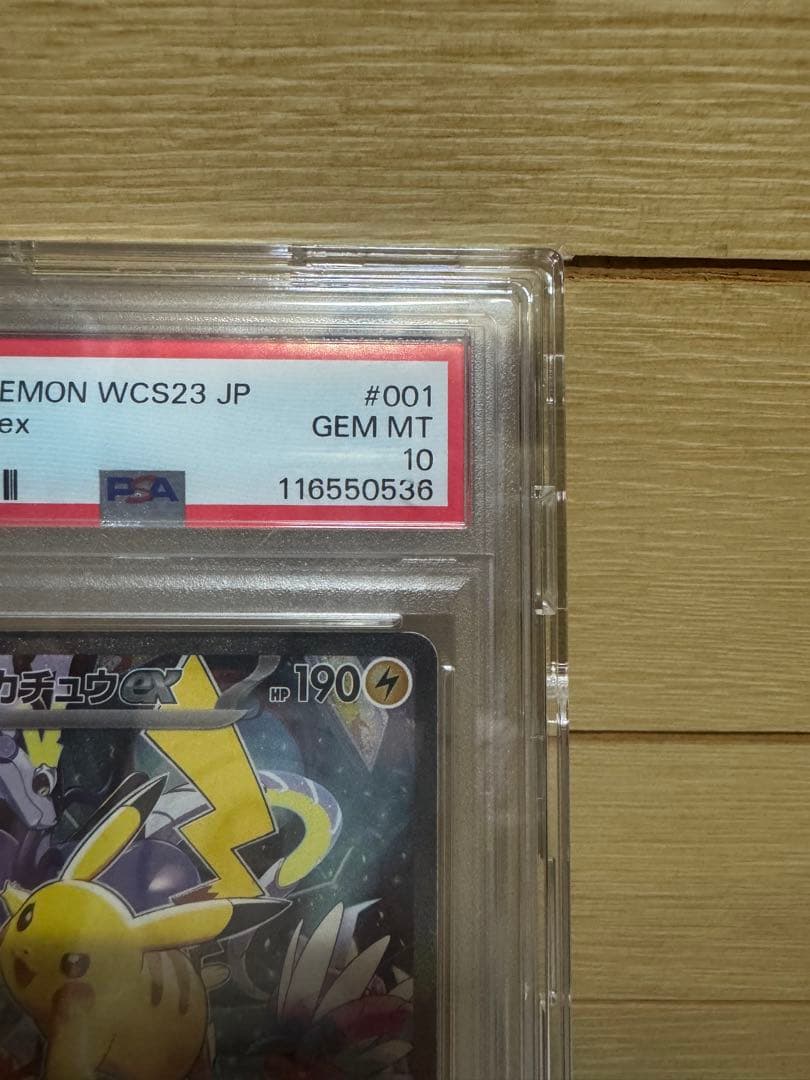 EMON WCS23 JP #001
ex GEM MT
10
PSA 116550536
カチュウex HP 190